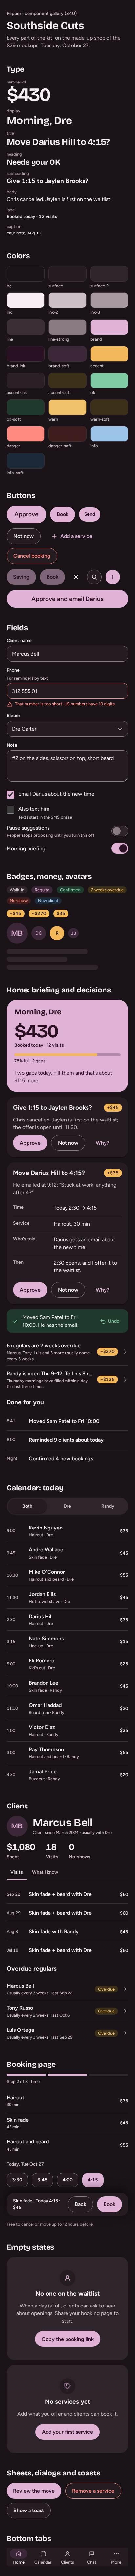 Pepper · component gallery (S40)
Southside Cuts
Every part of the kit, on the made-up shop of the
S39 mockups. Tuesday, October 27.
Type
number-xl
$430
display
Morning, Dre
title
Move Darius Hill to 4:15?
heading
Needs your OK
subheading
Give 1:15 to Jaylen Brooks?
body
Chris cancelled. Jaylen is first on the waitlist.
label
Booked today · 12 visits
caption
Your note, Aug 11
Colors
bg
surface
surface-2
ink
ink-2
ink-3
line
line-strong
brand
brand-ink
brand-soft
accent
accent-ink
accent-soft
ok
ok-soft
warn
warn-soft
danger
danger-soft
info
info-soft
Buttons
Approve
Book
Send
Not now
Add a service
Cancel booking
Saving
Book
Approve and email Darius
Fields
Client name
Marcus Bell
Phone
For reminders by text
312 555 01
That number is too short. US numbers have 10 digits.
Barber
Dre Carter
Note
#2 on the sides, scissors on top, short beard
Email Darius about the new time
Also text him
Texts start in the SMS phase
Pause suggestions
Pepper stops proposing until you turn this off
Morning briefing
Badges, money, avatars
Walk-in
Regular
Confirmed
2 weeks overdue
No-show
New client
+$45
~$270
$35
MB
DC
R
JB
Home: briefing and decisions
Morning, Dre
$430
Booked today · 12 visits
78% full · 2 gaps
Two gaps today. Fill them and that's about
$115 more.
Give 1:15 to Jaylen Brooks?
+$45
Chris cancelled. Jaylen is first on the waitlist;
the offer is open until 11:20.
Approve
Not now
Why?
Move Darius Hill to 4:15?
+$35
He emailed at 9:12: "Stuck at work, anything
after 4?"
Time
Today 2:30 → 4:15
Service
Haircut, 30 min
Who's told
Darius gets an email about
the new time.
Then
2:30 opens, and I offer it to
the waitlist.
Approve
Not now
Why?
Moved Sam Patel to Fri
10:00. He has the email.
Undo
6 regulars are 2 weeks overdue
Marcus, Tony, Luis and 3 more usually come
every 3 weeks.
~$270
Randy is open Thu 9–12. Tell his 8 r…
Thursday mornings have filled within a day
the last three times.
~$135
Done for you
8:41
Moved Sam Patel to Fri 10:00
8:00
Reminded 9 clients about today
Night
Confirmed 4 new bookings
Calendar: today
Both
Dre
Randy
9:00
Kevin Nguyen
Haircut · Dre
$35
9:45
Andre Wallace
Skin fade · Dre
$45
10:30
Mike O'Connor
Haircut and beard · Dre
$55
11:30
Jordan Ellis
Hot towel shave · Dre
$45
2:30
Darius Hill
Haircut · Dre
$35
3:15
Nate Simmons
Line-up · Dre
$15
5:00
Eli Romero
Kid's cut · Dre
$25
10:00
Brandon Lee
Skin fade · Randy
$45
11:00
Omar Haddad
Beard trim · Randy
$20
1:00
Victor Diaz
Haircut · Randy
$35
3:00
Ray Thompson
Haircut and beard · Randy
$55
4:30
Jamal Price
Buzz cut · Randy
$20
Client
MB
Marcus Bell
Client since March 2024 · usually with Dre
$1,080
Spent
18
Visits
0
No-shows
Visits
What I know
Sep 22
Skin fade + beard with Dre
$60
Aug 29
Skin fade + beard with Dre
$60
Aug 8
Skin fade with Randy
$45
Jul 18
Skin fade + beard with Dre
$60
Overdue regulars
Marcus Bell
Usually every 3 weeks · last Sep 22
Overdue
Tony Russo
Usually every 2 weeks · last Oct 6
Overdue
Luis Ortega
Usually every 3 weeks · last Sep 29
Overdue
Booking page
Step 2 of 3 · Time
Haircut
30 min
$35
Skin fade
45 min
$45
Haircut and beard
45 min
$55
Today, Tue Oct 27
3:30
3:45
4:00
4:15
Skin fade · Today 4:15 ·
$45
Back
Book
Free to cancel or move up to 12 hours before.
Empty states
No one on the waitlist
When a day is full, clients can ask to hear
about openings. Share your booking page to
start.
Copy the booking link
No services yet
Add what you offer and clients can book it.
Add your first service
Sheets, dialogs and toasts
Review the move
Remove a service
Show a toast
Bottom tabs
Home
Calendar
Clients
Chat
More